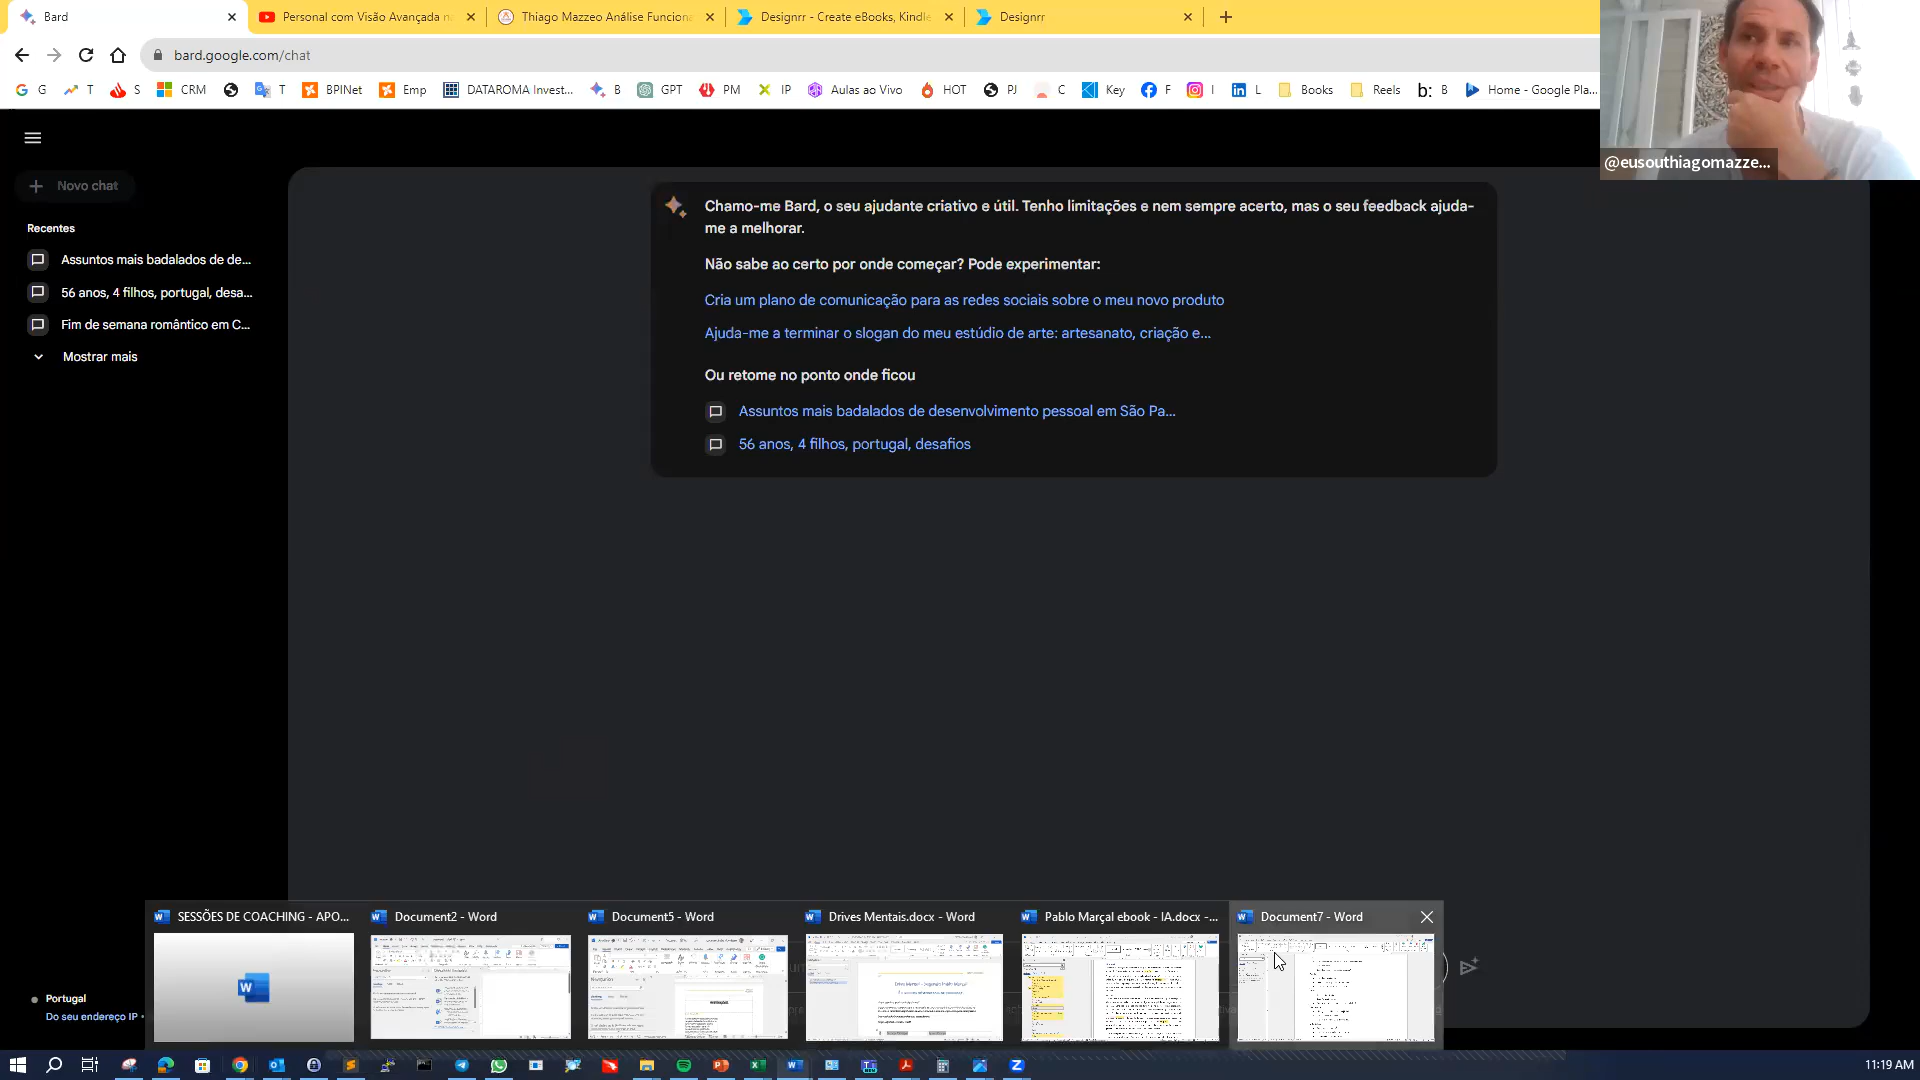 Bard
Personal com Visão Avançada n
Thiago Mazzeo Análise Funciona
Designrr - Create eBooks, Kindle
Designrr
bard.google.com/chat
G
T
S
CRM
T
BPINet
Emp
DATAROMA Invest...
B
GPT
PM
IP
Aulas ao Vivo
HOT
PJ
C
Key
F
I
L
Books
Reels
b: B
Home - Google Pla...
@eusouthiagomazze...
Novo chat
Recentes
Assuntos mais badalados de de...
56 anos, 4 filhos, portugal, desa...
Fim de semana romântico em C...
Mostrar mais
Chamo-me Bard, o seu ajudante criativo e útil. Tenho limitações e nem sempre acerto, mas o seu feedback ajuda-
me a melhorar.
Não sabe ao certo por onde começar? Pode experimentar:
Cria um plano de comunicação para as redes sociais sobre o meu novo produto
Ajuda-me a terminar o slogan do meu estúdio de arte: artesanato, criação e...
Ou retome no ponto onde ficou
Assuntos mais badalados de desenvolvimento pessoal em São Pa...
56 anos, 4 filhos, portugal, desafios
SESSÕES DE COACHING - APO...
Document2 - Word
Document5 - Word
Drives Mentais.docx - Word
Pablo Marçal ebook - IA.docx -...
Document7 - Word
Portugal
Do seu endereço IP •
11:19 AM